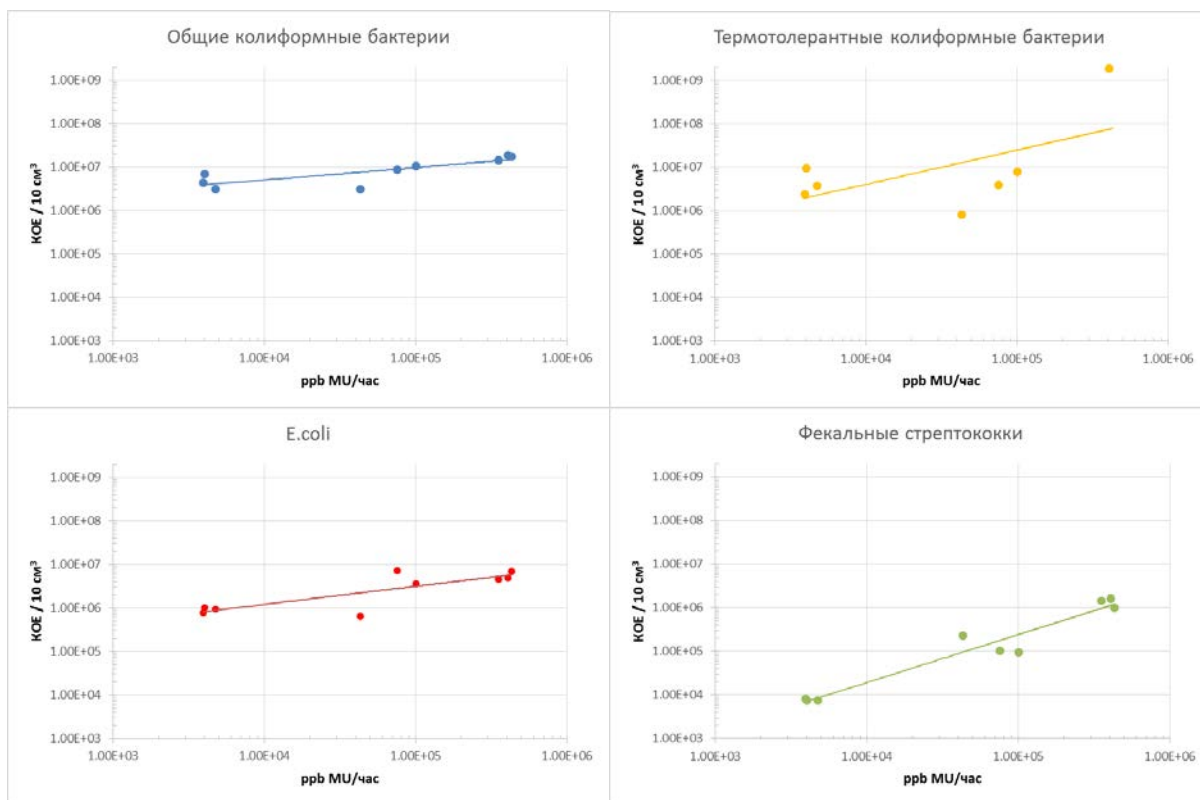 Общие колиформные бактерии
КОЕ / 10 см³
1.00E+09
1.00E+08
1.00E+07
1.00E+06
1.00E+05
1.00E+04
1.00E+03
1.00E+03 1.00E+04 1.00E+05 1.00E+06
ppb MU/час
Термотолерантные колиформные бактерии
КОЕ / 10 см³
1.00E+09
1.00E+08
1.00E+07
1.00E+06
1.00E+05
1.00E+04
1.00E+03
1.00E+03 1.00E+04 1.00E+05 1.00E+06
ppb MU/час
E.coli
КОЕ / 10 см³
1.00E+09
1.00E+08
1.00E+07
1.00E+06
1.00E+05
1.00E+04
1.00E+03
1.00E+03 1.00E+04 1.00E+05 1.00E+06
ppb MU/час
Фекальные стрептококки
КОЕ / 10 см³
1.00E+09
1.00E+08
1.00E+07
1.00E+06
1.00E+05
1.00E+04
1.00E+03
1.00E+03 1.00E+04 1.00E+05 1.00E+06
ppb MU/час